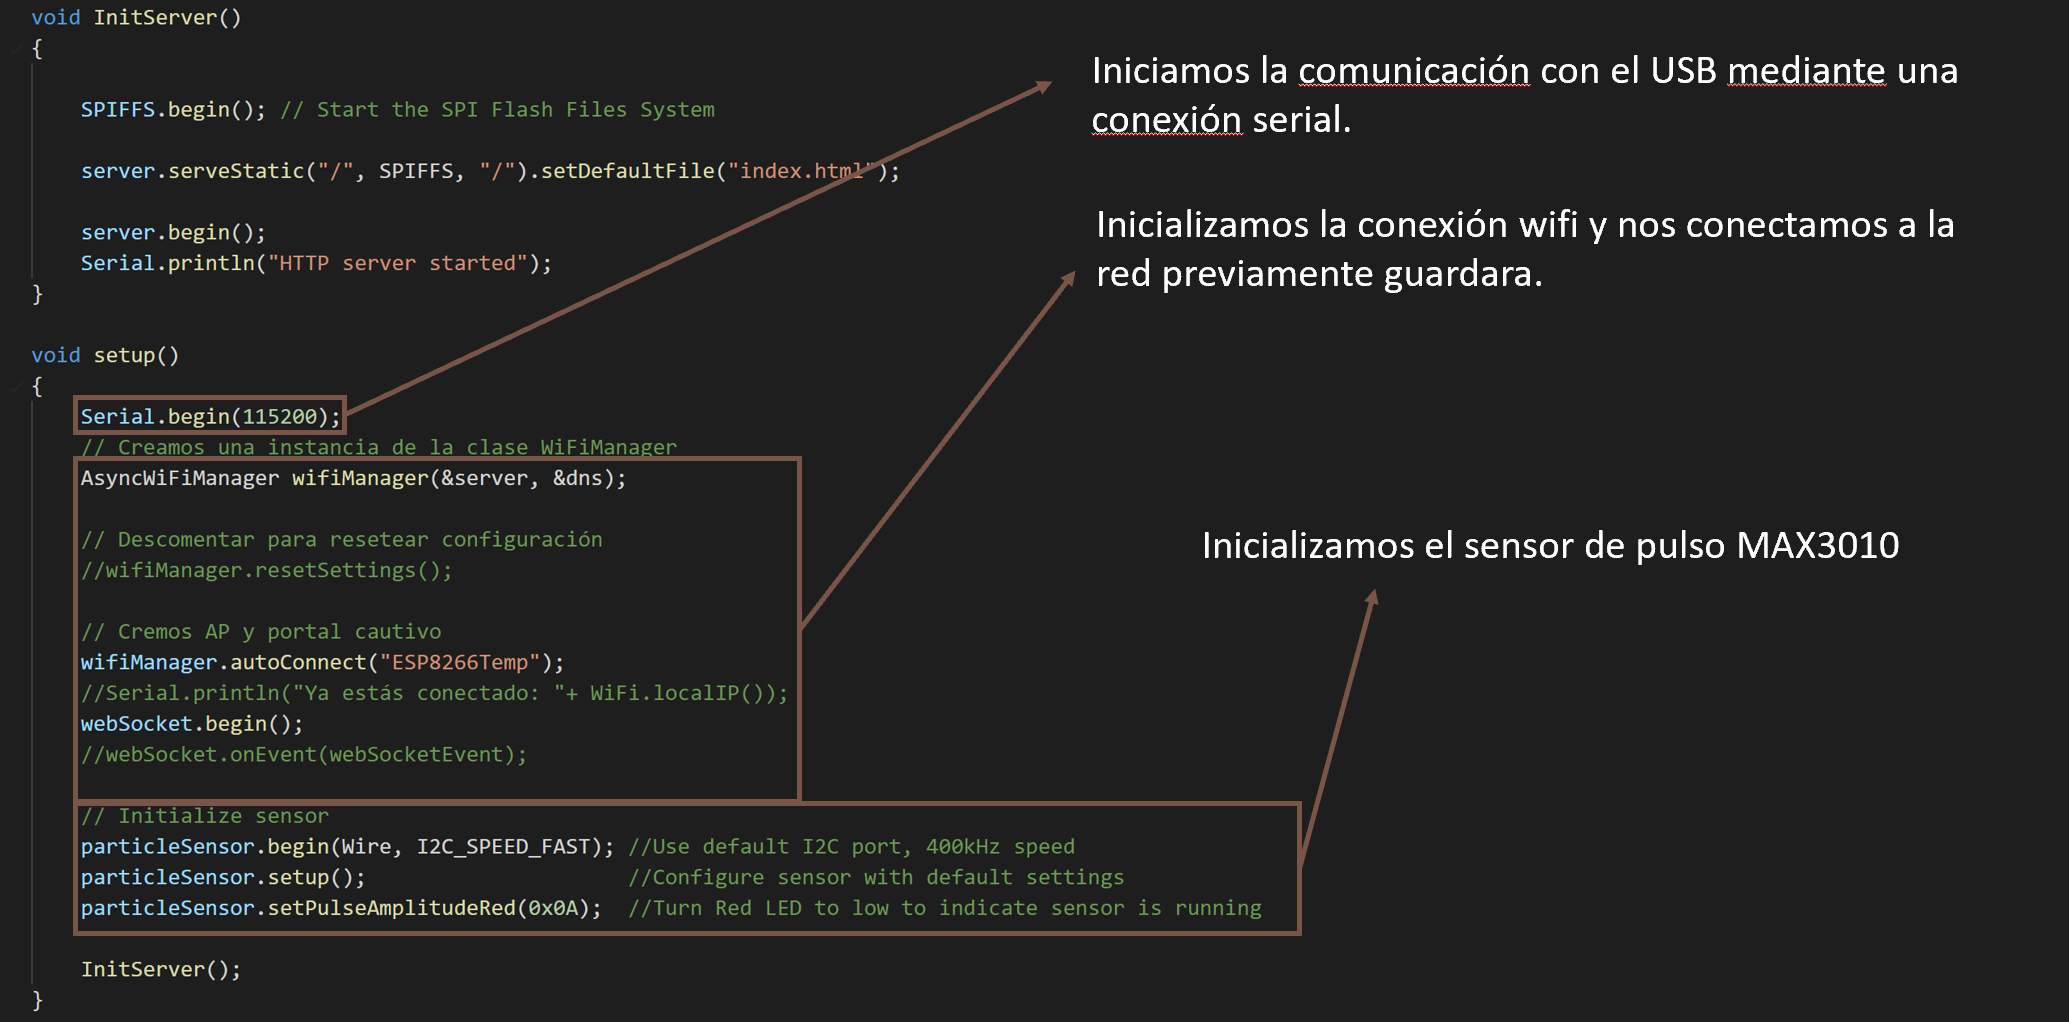 void InitServer()
{
SPIFFS.begin(); // Start the SPI Flash Files System
server.serveStatic("/", SPIFFS, "/").setDefaultFile("index.html");
server.begin();
Serial.println("HTTP server started");
}
void setup()
{
Serial.begin(115200);
// Creamos una instancia de la clase WiFiManager
AsyncWiFiManager wifiManager(&server, &dns);
// Descomentar para resetear configuración
//wifiManager.resetSettings();
// Cremos AP y portal cautivo
wifiManager.autoConnect("ESP8266Temp");
//Serial.println("Ya estás conectado: "+ WiFi.localIP());
webSocket.begin();
//webSocket.onEvent(webSocketEvent);
// Initialize sensor
particleSensor.begin(Wire, I2C_SPEED_FAST); //Use default I2C port, 400kHz speed
particleSensor.setup(); //Configure sensor with default settings
particleSensor.setPulseAmplitudeRed(0x0A); //Turn Red LED to low to indicate sensor is running
InitServer();
}
Iniciamos la comunicación con el USB mediante una
conexión serial.
Inicializamos la conexión wifi y nos conectamos a la
red previamente guardara.
Inicializamos el sensor de pulso MAX3010